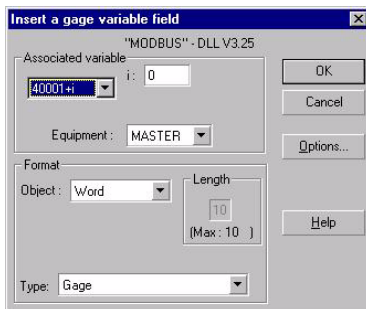 Insert a gage variable field
"MODBUS" - DLL V3.25
Associated variable
40001+i
i: 0
Equipment: MASTER
Format
Object: Word
Length
10
(Max: 10 )
Type: Gage
OK
Cancel
Options...
Help